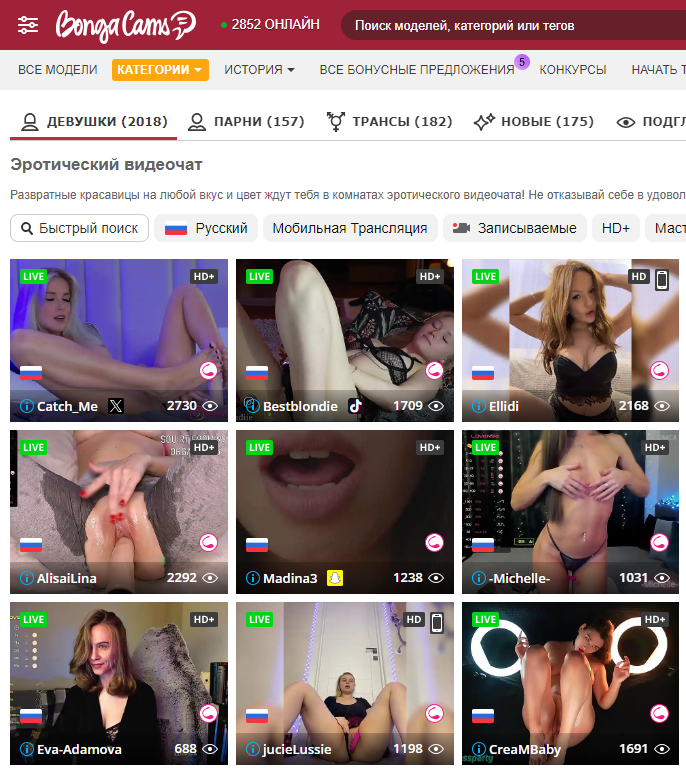 BongaCams
2852 ОНЛАЙН
Поиск моделей, категорий или тегов
ВСЕ МОДЕЛИ КАТЕГОРИИ ИСТОРИЯ ВСЕ БОНУСНЫЕ ПРЕДЛОЖЕНИЯ 5 КОНКУРСЫ НАЧАТЬ Т
ДЕВУШКИ (2018) ПАРНИ (157) ТРАНСЫ (182) НОВЫЕ (175) ПОДГЛ
Эротический видеочат
Развратные красавицы на любой вкус и цвет ждут тебя в комнатах эротического видеочата! Не отказывай себе в удовол
Быстрый поиск Русский Мобильная Трансляция Записываемые HD+ Маст
LIVE HD+ LIVE HD+ LIVE HD
Catch_Me 2730 Bestblondie 1709 Ellidi 2168
LIVE HD+ LIVE HD+ LIVE HD+
AlisaiLina 2292 Madina3 1238 -Michelle- 1031
LIVE HD+ LIVE HD LIVE HD+
Eva-Adamova 688 jucieLussie 1198 CreaMBaby 1691